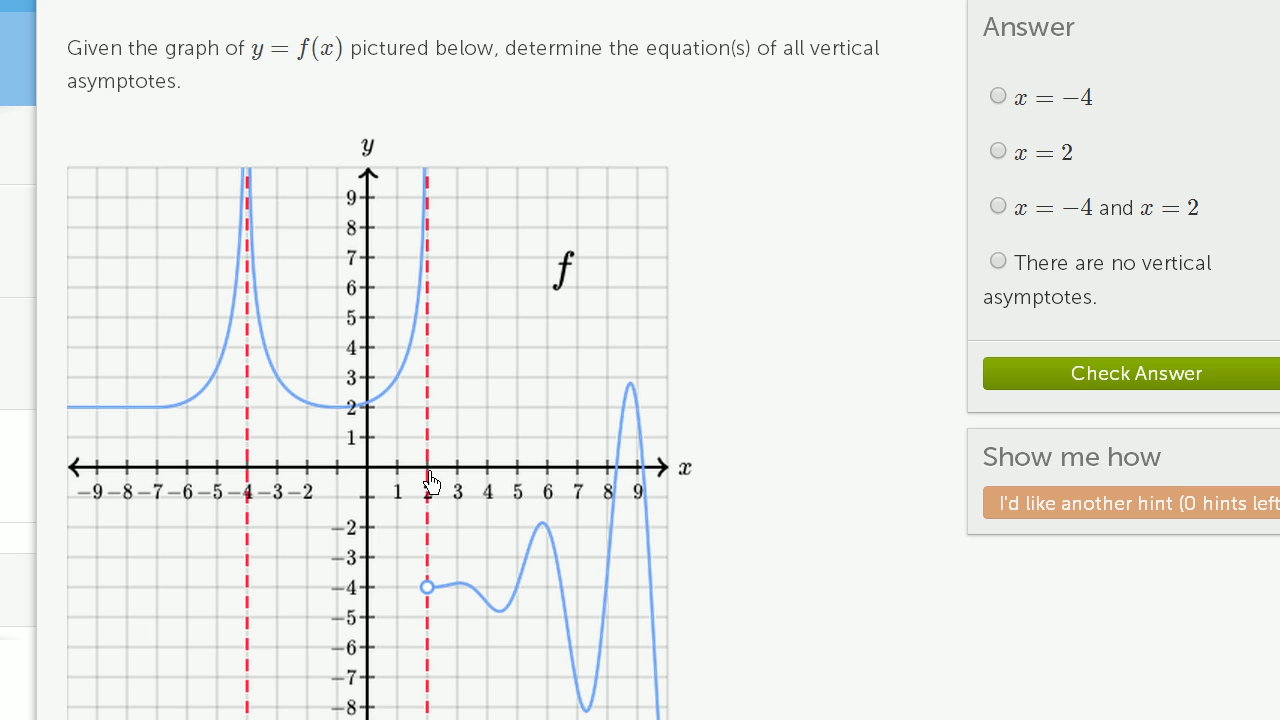 Given the graph of y = f(x) pictured below, determine the equation(s) of all vertical
asymptotes.
y
9
8
7
6
5
4
3
2
1
f
x
−9 −8 −7 −6 −5 −4 −3 −2 1 2 3 4 5 6 7 8 9
−2
−3
−4
−5
−6
−7
−8
Answer
x = −4
x = 2
x = −4 and x = 2
There are no vertical
asymptotes.
Check Answer
Show me how
I'd like another hint (0 hints left